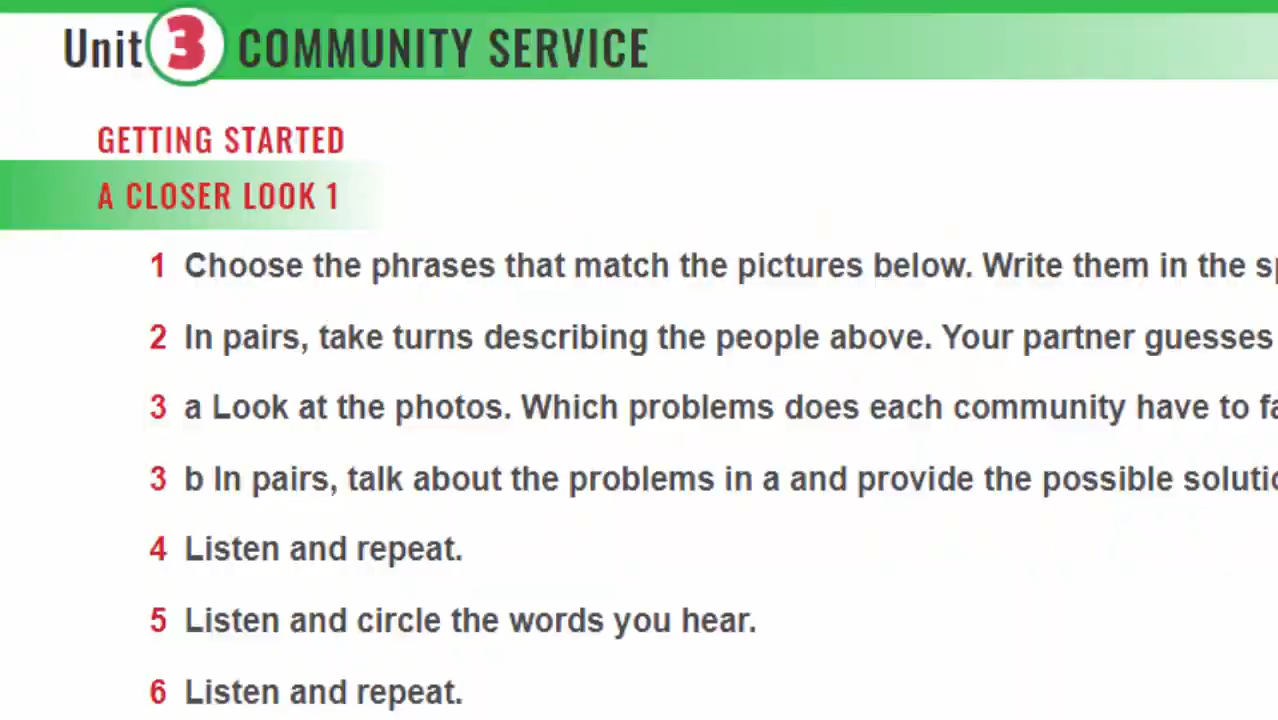 Unit 3 COMMUNITY SERVICE
GETTING STARTED
A CLOSER LOOK 1
1 Choose the phrases that match the pictures below. Write them in the
2 In pairs, take turns describing the people above. Your partner guesses
3 a Look at the photos. Which problems does each community have to
3 b In pairs, talk about the problems in a and provide the possible
4 Listen and repeat.
5 Listen and circle the words you hear.
6 Listen and repeat.